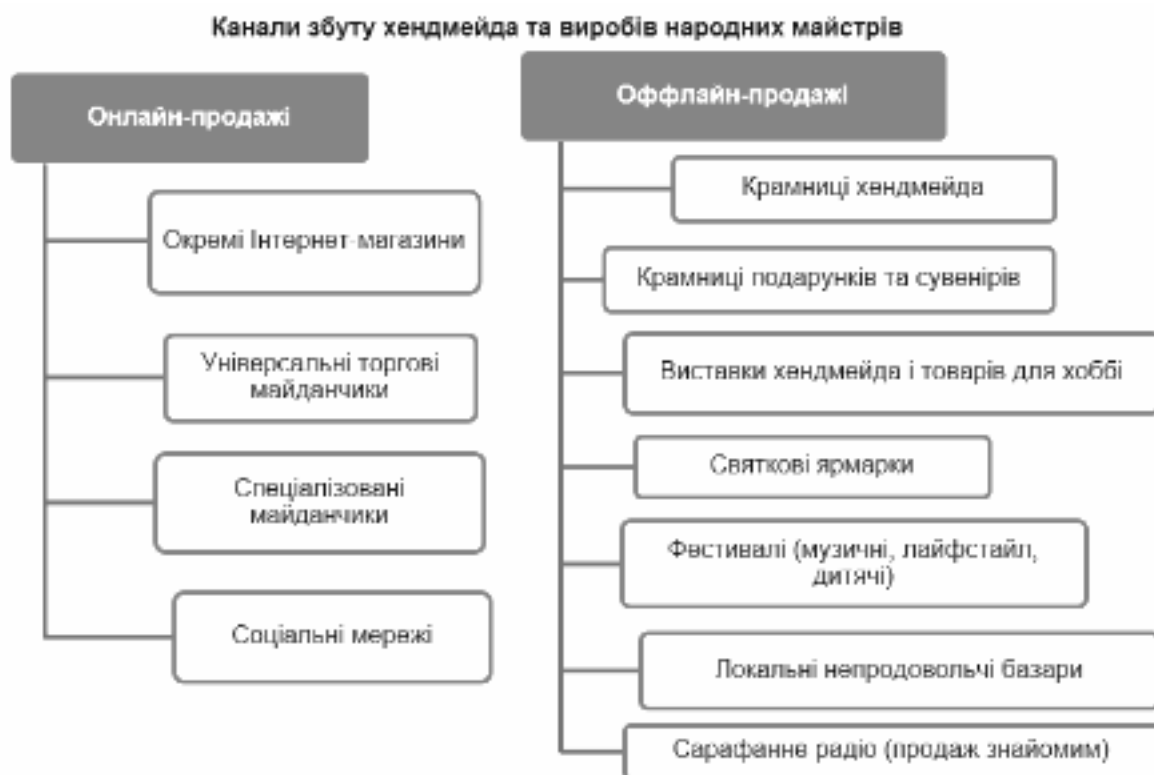 Канали збуту хендмейда та виробів народних майстрів
Онлайн-продажі
Окремі Інтернет-магазини
Універсальні торгові
майданчики
Спеціалізовані
майданчики
Соціальні мережі
Оффлайн-продажі
Крамниці хендмейда
Крамниці подарунків та сувенірів
Виставки хендмейда і товарів для хоббі
Святкові ярмарки
Фестивалі (музичні, лайфстайл,
дитячі)
Локальні непродовольчі базари
Сарафанне радіо (продаж знайомим)